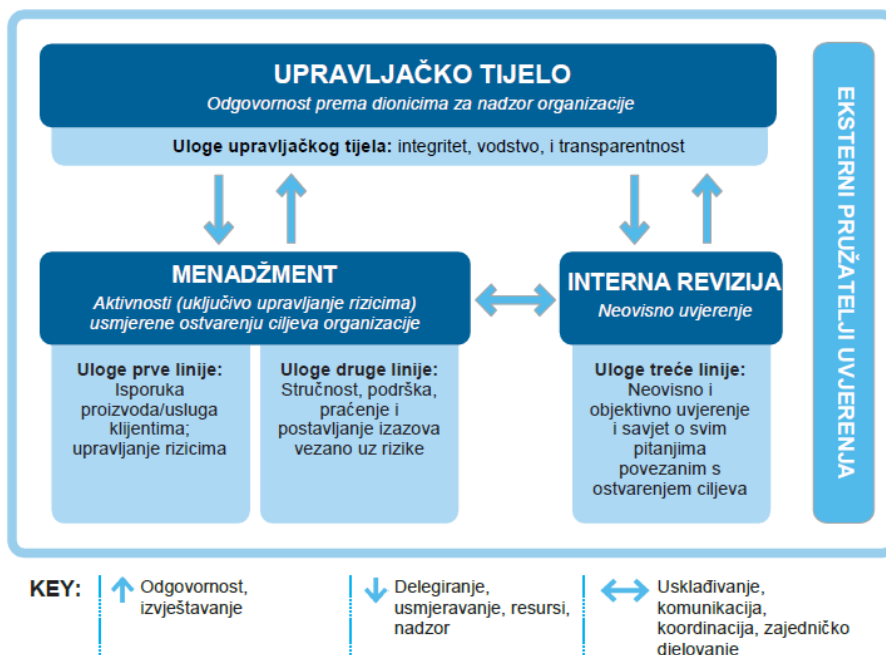 UPRAVLJAČKO TIJELO
Odgovornost prema dionicima za nadzor organizacije
Uloge upravljačkog tijela: integritet, vodstvo, i transparentnost
MENADŽMENT
Aktivnosti (uključivo upravljanje rizicima)
usmjerene ostvarenju ciljeva organizacije
Uloge prve linije:
Isporuka
proizvoda/usluga
klijentima;
upravljanje rizicima
Uloge druge linije:
Stručnost, podrška,
praćenje i
postavljanje izazova
vezano uz rizike
INTERNA REVIZIJA
Neovisno uvjerenje
Uloge treće linije:
Neovisno i
objektivno uvjerenje
i savjet o svim
pitanjima
povezanim s
ostvarenjem ciljeva
EKSTERNI PRUŽATELJI UVJERENJA
KEY:
Odgovornost,
izvještavanje
Delegiranje,
usmjeravanje, resursi,
nadzor
Usklađivanje,
komunikacija,
koordinacija, zajedničko
djelovanje